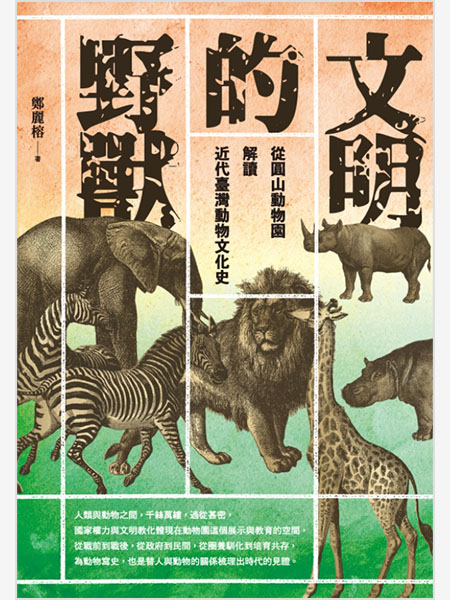 文明
的
野獸
從圓山動物園
解讀
近代臺灣動物文化史
鄭麗榕—著
人類與動物之間，千絲萬縷，過從甚密，
國家權力與文明教化體現在動物園這個展示與教育的空間。
從戰前到戰後，從政府到民間，從圈養馴化到培育共存，
為動物寫史，也是替人與動物的關係梳理出時代的見證。